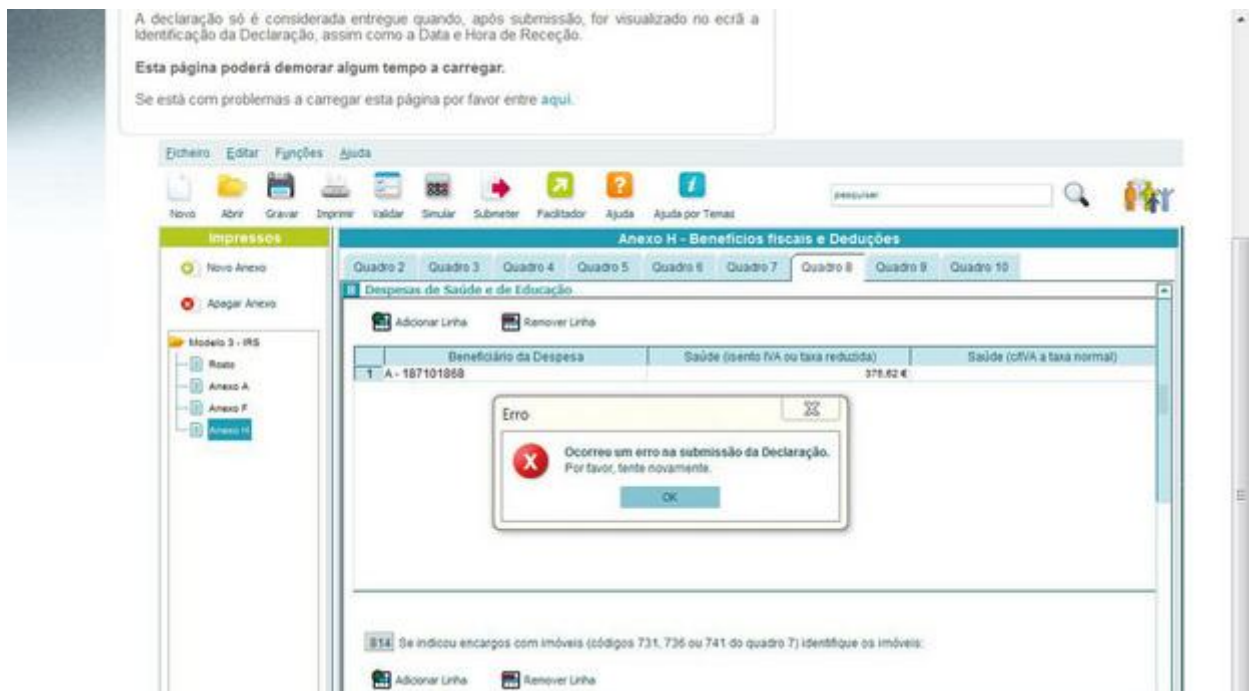 A declaração só é considerada entregue quando, após submissão, for visualizado no ecrã a
Identificação da Declaração, assim como a Data e Hora de Receção.
Esta página poderá demorar algum tempo a carregar.
Se está com problemas a carregar esta página por favor entre aqui.
Ficheiro Editar Funções Ajuda
Novo Abrir Gravar Imprimir Validar Simular Submeter Facilitador Ajuda Ajuda por Temas
pesquisar
Impressos
Anexo H - Benefícios fiscais e Deduções
Novo Anexo
Quadro 2 Quadro 3 Quadro 4 Quadro 5 Quadro 6 Quadro 7 Quadro 8 Quadro 9 Quadro 10
Despesas de Saúde e de Educação
Apagar Anexo
Adicionar Linha Remover Linha
Modelo 3 - IRS
Rosto
Anexo A
Anexo F
Anexo H
Beneficiário da Despesa Saúde (isento IVA ou taxa reduzida) Saúde (c/IVA a taxa normal)
1 A - 187101868 €
Erro
Ocorreu um erro na submissão da Declaração.
Por favor, tente novamente.
OK
814 Se indicou encargos com imóveis (códigos 731, 736 ou 741 do quadro 7) identifique os imóveis:
Adicionar Linha Remover Linha